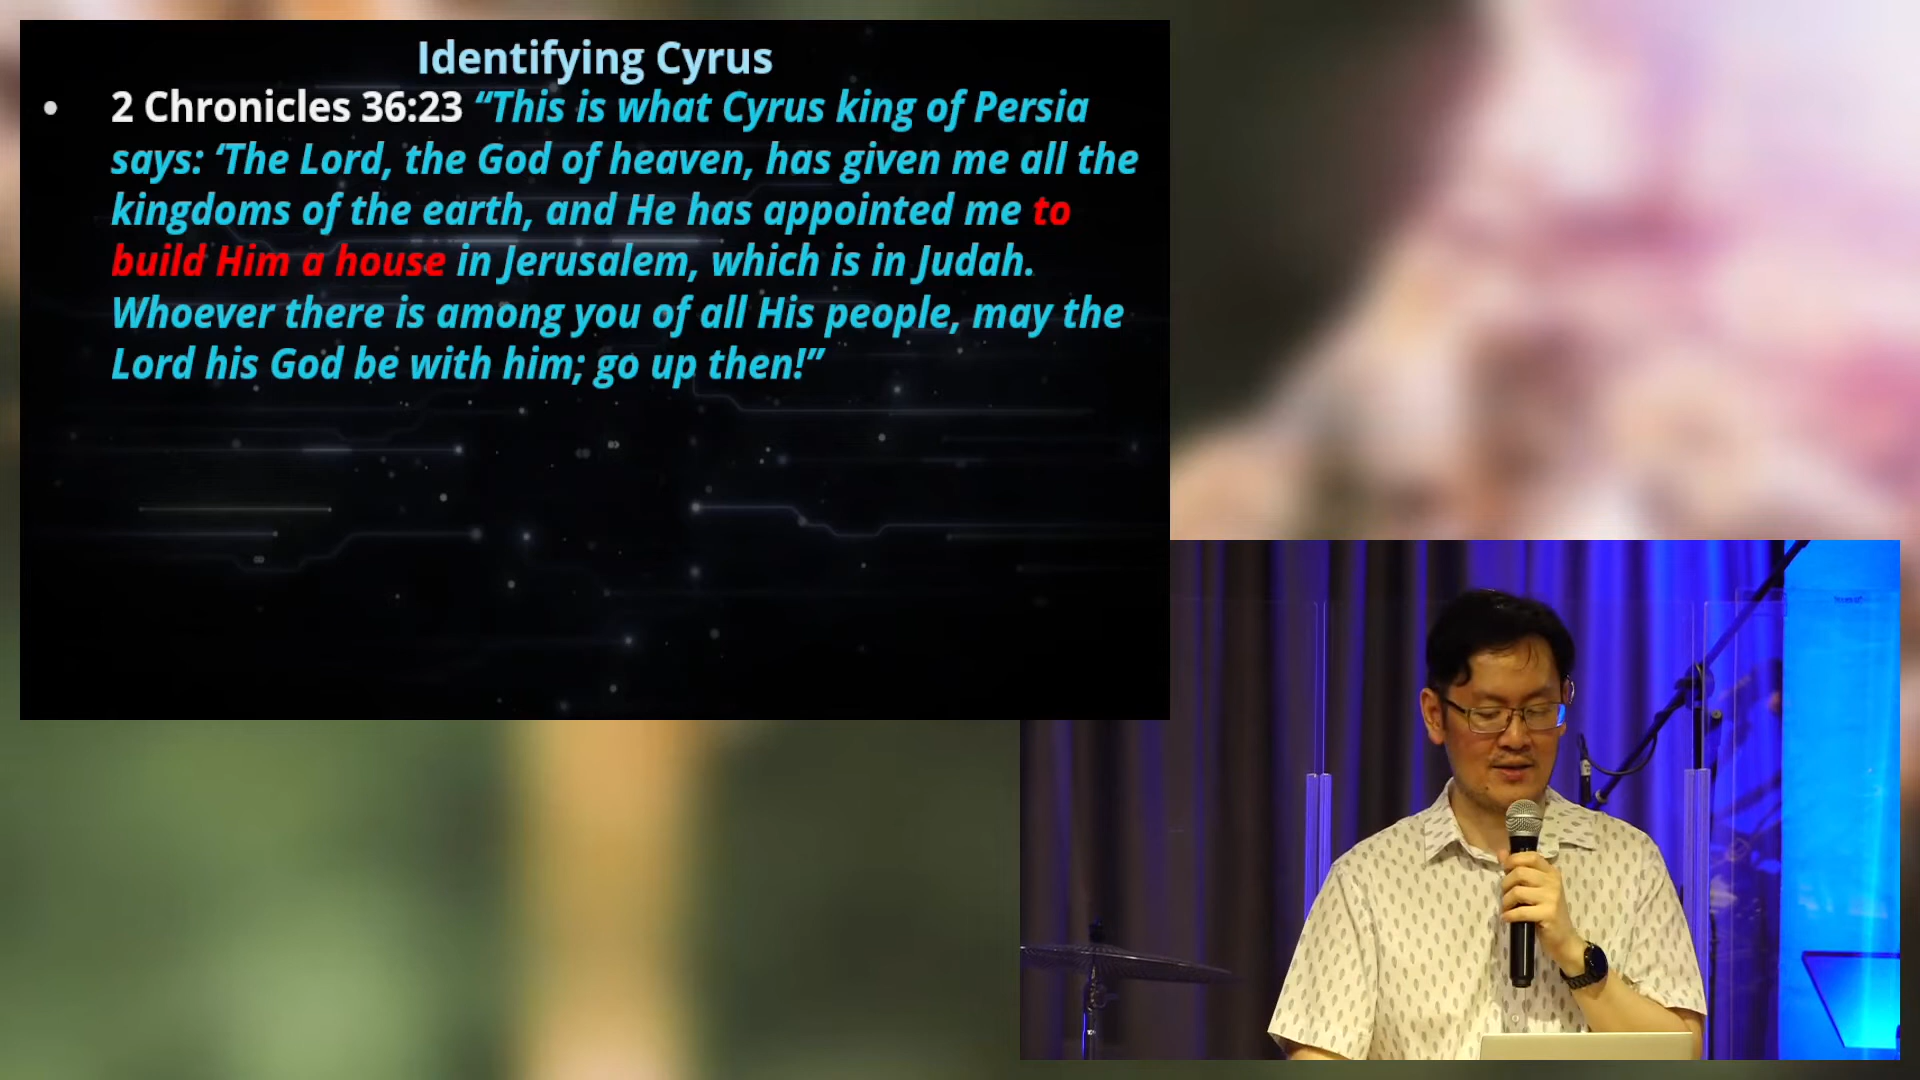 Identifying Cyrus
• 2 Chronicles 36:23 “This is what Cyrus king of Persia
says: ‘The Lord, the God of heaven, has given me all the
kingdoms of the earth, and He has appointed me to
build Him a house in Jerusalem, which is in Judah.
Whoever there is among you of all His people, may the
Lord his God be with him; go up then!”